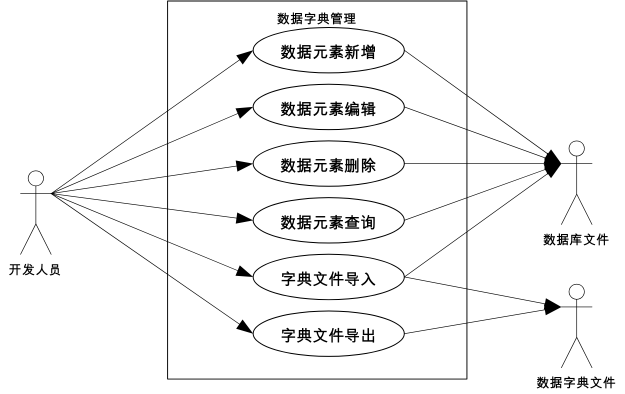 数据字典管理
数据元素新增
数据元素编辑
数据元素删除
数据元素查询
字典文件导入
字典文件导出
开发人员
数据库文件
数据字典文件